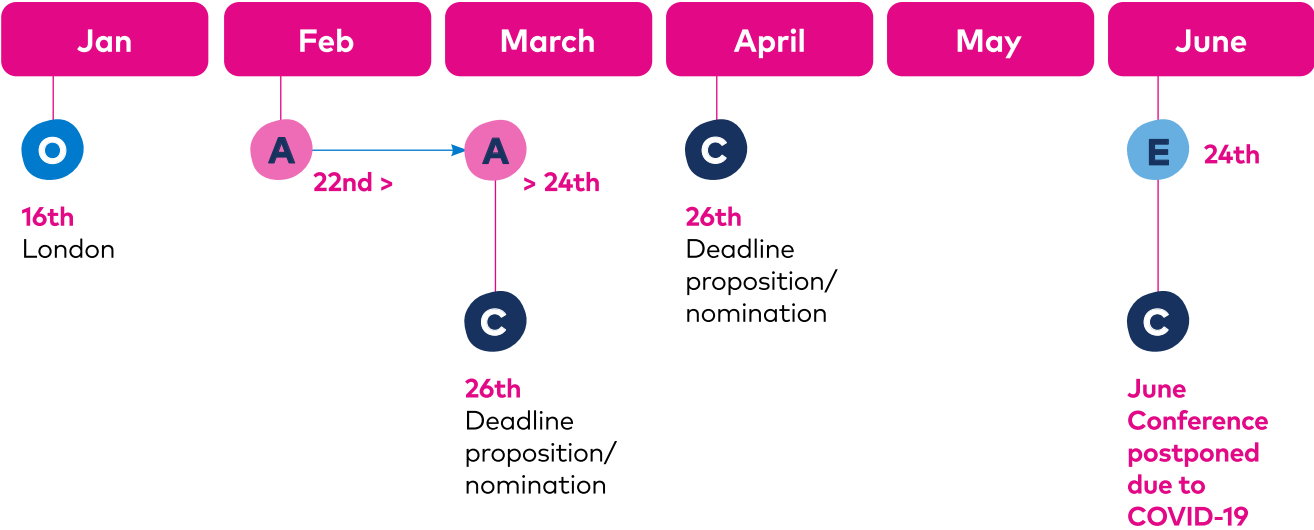 Jan
Feb
March
April
May
June
O
A
A
C
E
24th
22nd >
> 24th
16th
London
26th
Deadline
proposition/
nomination
C
26th
Deadline
proposition/
nomination
C
June
Conference
postponed
due to
COVID-19